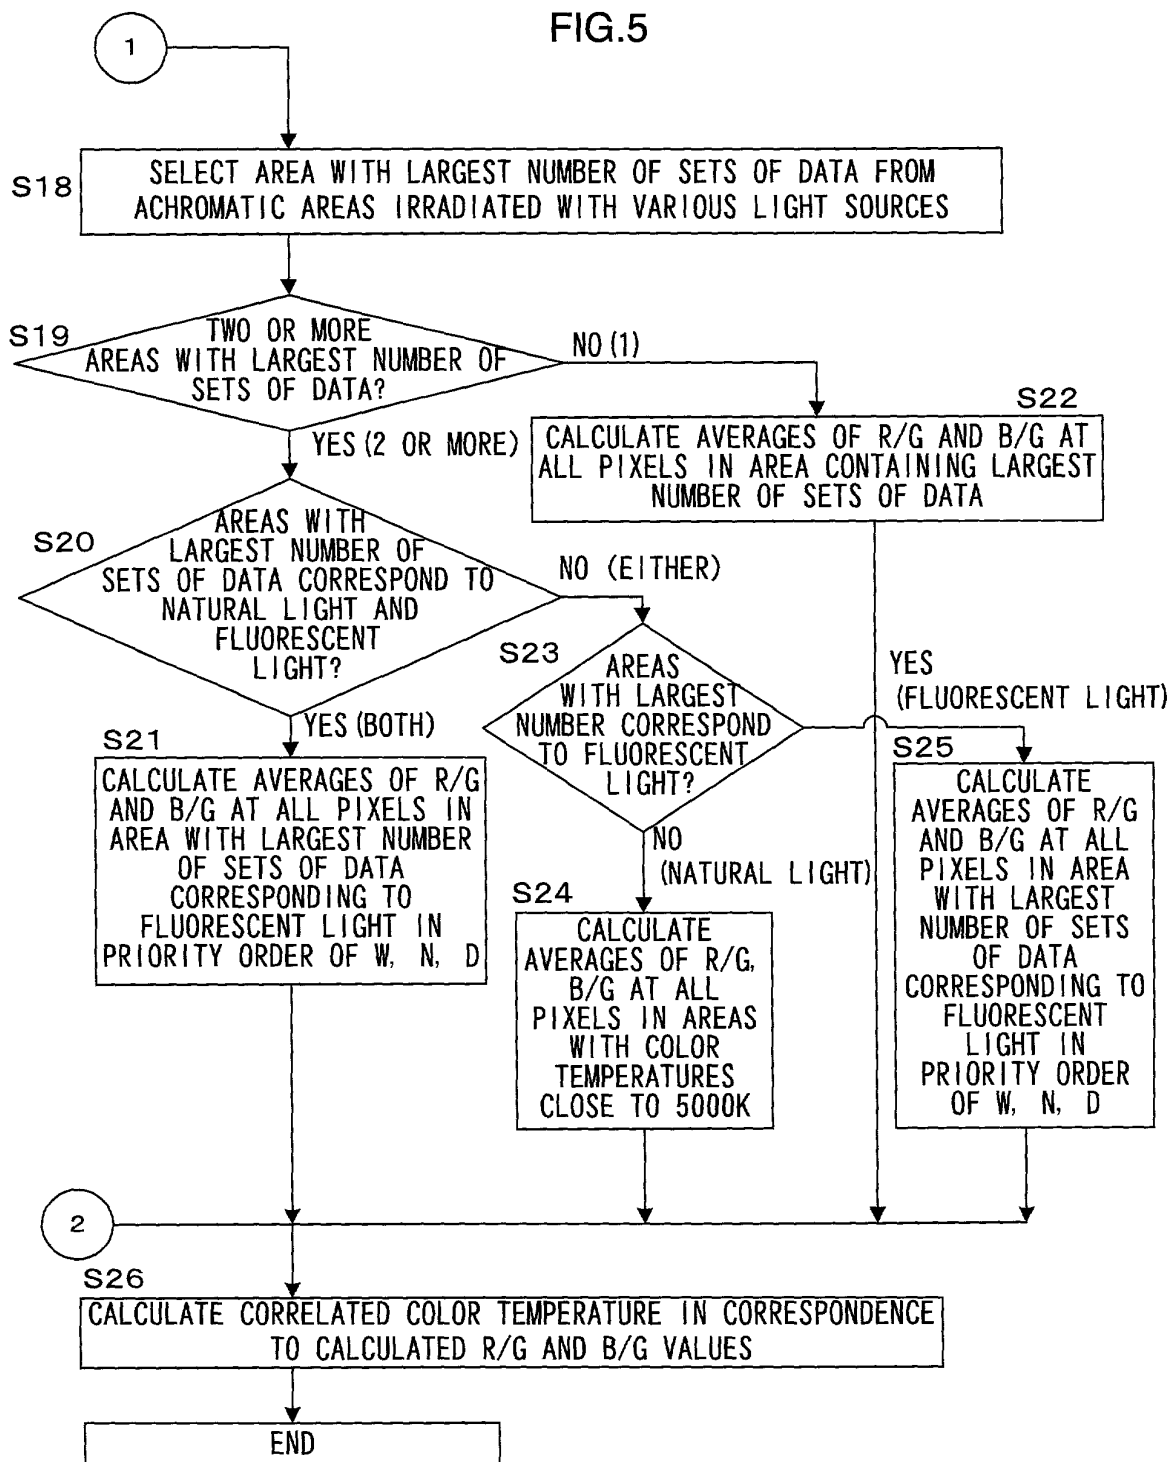 FIG.5
1
S18
SELECT AREA WITH LARGEST NUMBER OF SETS OF DATA FROM
ACHROMATIC AREAS IRRADIATED WITH VARIOUS LIGHT SOURCES
S19
TWO OR MORE
AREAS WITH LARGEST NUMBER OF
SETS OF DATA?
NO (1)
YES (2 OR MORE)
S22
CALCULATE AVERAGES OF R/G AND B/G AT
ALL PIXELS IN AREA CONTAINING LARGEST
NUMBER OF SETS OF DATA
S20
AREAS WITH
LARGEST NUMBER OF
SETS OF DATA CORRESPOND TO
NATURAL LIGHT AND
FLUORESCENT
LIGHT?
NO (EITHER)
YES (BOTH)
S23
AREAS
WITH LARGEST
NUMBER CORRESPOND
TO FLUORESCENT
LIGHT?
YES
(FLUORESCENT LIGHT)
NO
(NATURAL LIGHT)
S21
CALCULATE AVERAGES OF R/G
AND B/G AT ALL PIXELS IN
AREA WITH LARGEST NUMBER
OF SETS OF DATA
CORRESPONDING TO
FLUORESCENT LIGHT IN
PRIORITY ORDER OF W, N, D
S24
CALCULATE
AVERAGES OF R/G,
B/G AT ALL
PIXELS IN AREAS
WITH COLOR
TEMPERATURES
CLOSE TO 5000K
S25
CALCULATE
AVERAGES OF R/G
AND B/G AT ALL
PIXELS IN AREA
WITH LARGEST
NUMBER OF SETS
OF DATA
CORRESPONDING TO
FLUORESCENT
LIGHT IN
PRIORITY ORDER
OF W, N, D
2
S26
CALCULATE CORRELATED COLOR TEMPERATURE IN CORRESPONDENCE
TO CALCULATED R/G AND B/G VALUES
END